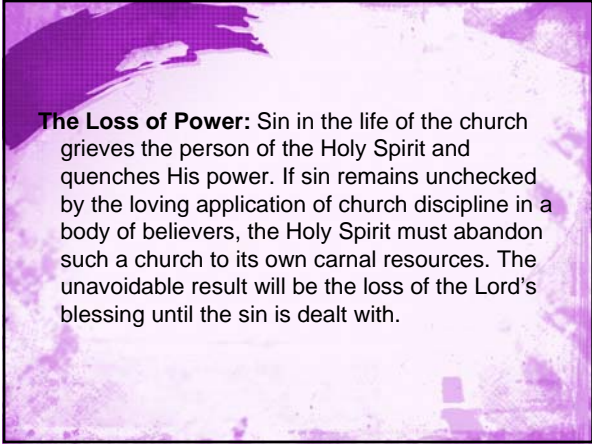 The Loss of Power: Sin in the life of the church
grieves the person of the Holy Spirit and
quenches His power. If sin remains unchecked
by the loving application of church discipline in a
body of believers, the Holy Spirit must abandon
such a church to its own carnal resources. The
unavoidable result will be the loss of the Lord’s
blessing until the sin is dealt with.